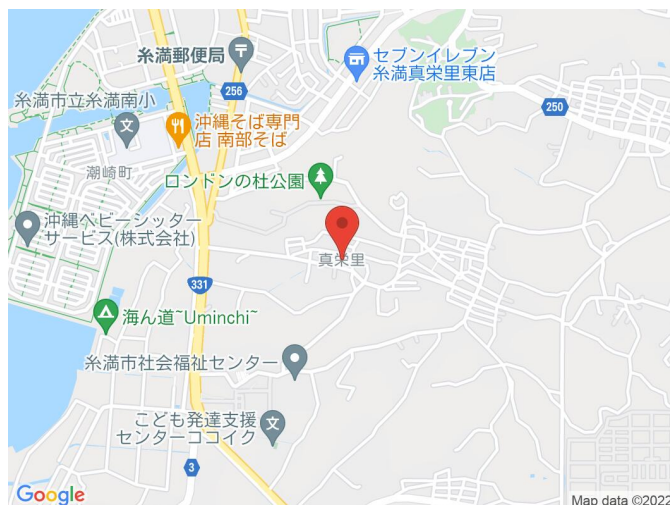 糸満郵便局
セブンイレブン
糸満真栄里東店
256
250
糸満市立糸満南小
沖縄そば専門
店 南部そば
潮崎町
ロンドンの杜公園
沖縄ベビーシッター
サービス(株式会社)
真栄里
331
海ん道~Uminchi~
糸満市社会福祉センター
こども発達支援
センターココイク
3
Google
Map data ©2022